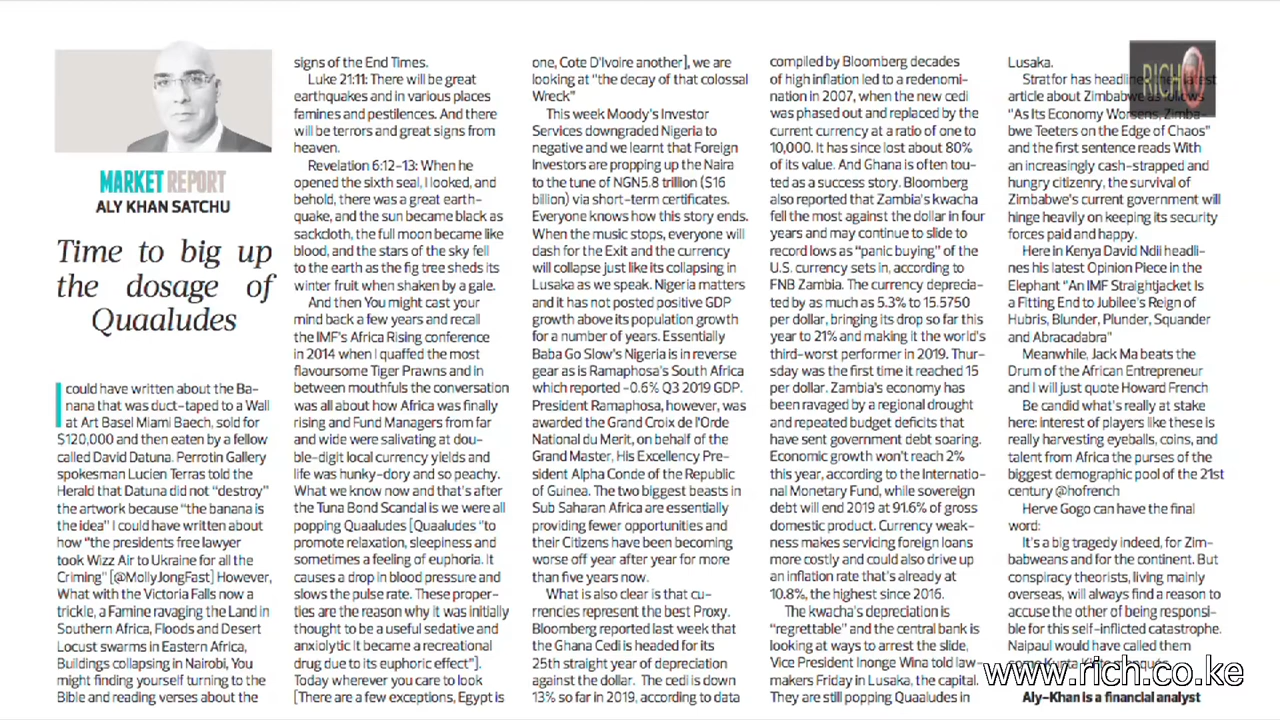 MARKET REPORT
ALY KHAN SATCHU
Time to big up
the dosage of
Quaaludes
I could have written about the Ba-
nana that was duct-taped to a Wall
at Art Basel Miami Baech, sold for
$120,000 and then eaten by a fellow
called David Datuna. Perrotin Gallery
spokesman Lucien Terras told the
Herald that Datuna did not "destroy"
the artwork because "the banana is
the idea" I could have written about
how "the presidents free lawyer
took Wizz Air to Ukraine for all the
Criming" [@MollyJongFast] However,
What with the Victoria Falls now a
trickle, a Famine ravaging the Land in
Southern Africa, Floods and Desert
Locust swarms in Eastern Africa,
Buildings collapsing in Nairobi, You
might finding yourself turning to the
Bible and reading verses about the
signs of the End Times.
Luke 21:11: There will be great
earthquakes and in various places
famines and pestilences. And there
will be terrors and great signs from
heaven.
Revelation 6:12-13: When he
opened the sixth seal, I looked, and
behold, there was a great earth-
quake, and the sun became black as
sackcloth, the full moon became like
blood, and the stars of the sky fell
to the earth as the fig tree sheds its
winter fruit when shaken by a gale.
And then You might cast your
mind back a few years and recall
the IMF's Africa Rising conference
in 2014 when I quaffed the most
flavoursome Tiger Prawns and in
between mouthfuls the conversation
was all about how Africa was finally
rising and Fund Managers from far
and wide were salivating at dou-
ble-digit local currency yields and
life was hunky-dory and so peachy.
What we know now and that's after
the Tuna Bond Scandal is we were all
popping Quaaludes [Quaaludes "to
promote relaxation, sleepiness and
sometimes a feeling of euphoria. It
causes a drop in blood pressure and
slows the pulse rate. These proper-
ties are the reason why it was initially
thought to be a useful sedative and
anxiolytic it became a recreational
drug due to its euphoric effect"].
Today wherever you care to look
[There are a few exceptions, Egypt is
one, Cote D'Ivoire another], we are
looking at "the decay of that colossal
Wreck"
This week Moody's Investor
Services downgraded Nigeria to
negative and we learnt that Foreign
Investors are propping up the Naira
to the tune of NGN5.8 trillion ($16
billion) via short-term certificates.
Everyone knows how this story ends.
When the music stops, everyone will
dash for the Exit and the currency
will collapse just like its collapsing in
Lusaka as we speak. Nigeria matters
and it has not posted positive GDP
growth above its population growth
for a number of years. Essentially
Baba Go Slow's Nigeria is in reverse
gear as is Ramaphosa's South Africa
which reported -0.6% Q3 2019 GDP.
President Ramaphosa, however, was
awarded the Grand Croix de l'Orde
National du Merit, on behalf of the
Grand Master, His Excellency Pre-
sident Alpha Conde of the Republic
of Guinea. The two biggest beasts in
Sub Saharan Africa are essentially
providing fewer opportunities and
their Citizens have been becoming
worse off year after year for more
than five years now.
What is also clear is that cu-
rrencies represent the best Proxy.
Bloomberg reported last week that
the Ghana Cedi is headed for its
25th straight year of depreciation
against the dollar. The cedi is down
13% so far in 2019, according to data
compiled by Bloomberg decades
of high inflation led to a redenomi-
nation in 2007, when the new cedi
was phased out and replaced by the
current currency at a ratio of one to
10,000. It has since lost about 80%
of its value. And Ghana is often tou-
ted as a success story. Bloomberg
also reported that Zambia's kwacha
fell the most against the dollar in four
years and may continue to slide to
record lows as "panic buying" of the
U.S. currency sets in, according to
FNB Zambia. The currency deprecia-
ted by as much as 5.3% to 15.5750
per dollar, bringing its drop so far this
year to 21% and making it the world's
third-worst performer in 2019. Thur-
sday was the first time it reached 15
per dollar. Zambia's economy has
been ravaged by a regional drought
and repeated budget deficits that
have sent government debt soaring.
Economic growth won't reach 2%
this year, according to the Internatio-
nal Monetary Fund, while sovereign
debt will end 2019 at 91.6% of gross
domestic product. Currency weak-
ness makes servicing foreign loans
more costly and could also drive up
an inflation rate that's already at
10.8%, the highest since 2016.
The kwacha's depreciation is
"regrettable" and the central bank is
looking at ways to arrest the slide,
Vice President Inonge Wina told law-
makers Friday in Lusaka, the capital.
They are still popping Quaaludes in
Lusaka.
Stratfor has headlined the latest
article about Zimbabwe as follows
"As Its Economy Worsens, Zimba-
bwe Teeters on the Edge of Chaos"
and the first sentence reads With
an increasingly cash-strapped and
hungry citizenry, the survival of
Zimbabwe's current government will
hinge heavily on keeping its security
forces paid and happy.
Here in Kenya David Ndii headli-
nes his latest Opinion Piece in the
Elephant "An IMF Straightjacket Is
a Fitting End to Jubilee's Reign of
Hubris, Blunder, Plunder, Squander
and Abracadabra"
Meanwhile, Jack Ma beats the
Drum of the African Entrepreneur
and I will just quote Howard French
Be candid what's really at stake
here: interest of players like these is
really harvesting eyeballs, coins, and
talent from Africa the purses of the
biggest demographic pool of the 21st
century @hofrench
Herve Gogo can have the final
word:
It's a big tragedy indeed, for Zim-
babweans and for the continent. But
conspiracy theorists, living mainly
overseas, will always find a reason to
accuse the other of being responsi-
ble for this self-inflicted catastrophe.
Naipaul would have called them
Aly-Khan is a financial analyst
RICH
www.rich.co.ke